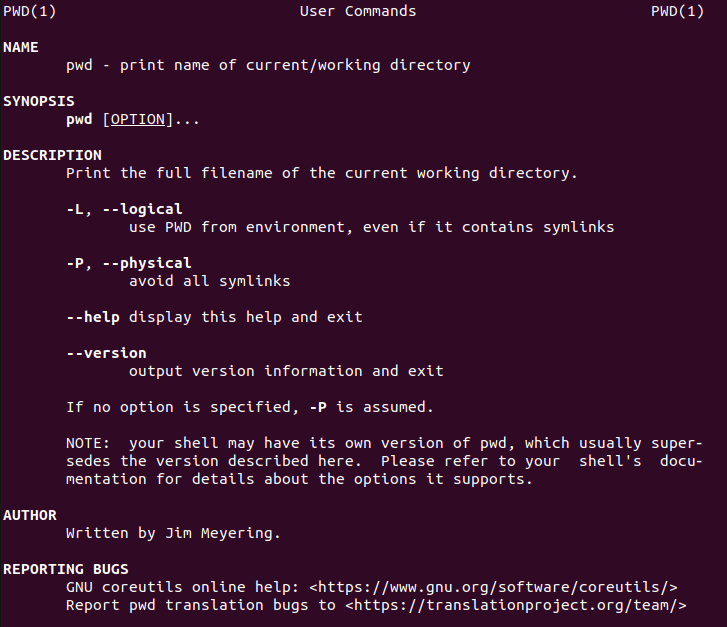 PWD(1) User Commands PWD(1)
NAME
pwd - print name of current/working directory
SYNOPSIS
pwd [OPTION]...
DESCRIPTION
Print the full filename of the current working directory.
-L, --logical
use PWD from environment, even if it contains symlinks
-P, --physical
avoid all symlinks
--help display this help and exit
--version
output version information and exit
If no option is specified, -P is assumed.
NOTE:  your shell may have its own version of pwd, which usually super-
sedes the version described here.  Please refer to your  shell's  docu-
mentation for details about the options it supports.
AUTHOR
Written by Jim Meyering.
REPORTING BUGS
GNU coreutils online help: <https://www.gnu.org/software/coreutils/>
Report pwd translation bugs to <https://translationproject.org/team/>